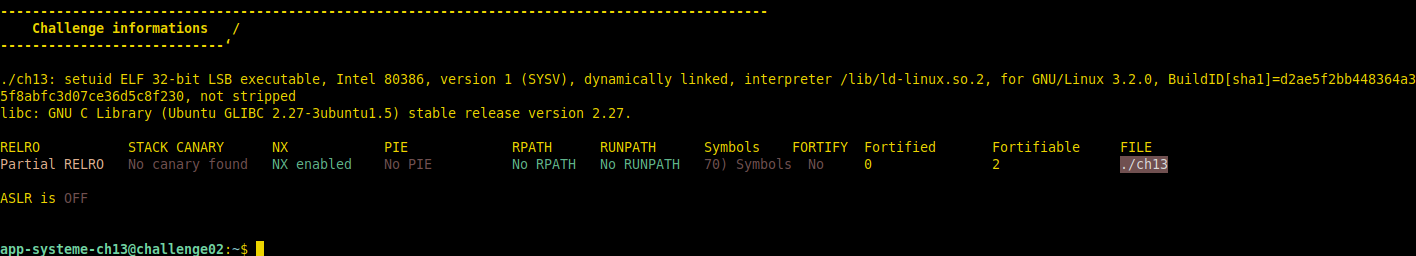 ------------------------------------------------------------------------------------------------
Challenge informations /
----------------------------‘
./ch13: setuid ELF 32-bit LSB executable, Intel 80386, version 1 (SYSV), dynamically linked, interpreter /lib/ld-linux.so.2, for GNU/Linux 3.2.0, BuildID[sha1]=d2ae5f2bb448364a3
5f8abfc3d07ce36d5c8f230, not stripped
libc: GNU C Library (Ubuntu GLIBC 2.27-3ubuntu1.5) stable release version 2.27.
RELRO STACK CANARY NX PIE RPATH RUNPATH Symbols FORTIFY Fortified Fortifiable FILE
Partial RELRO No canary found NX enabled No PIE No RPATH No RUNPATH 70) Symbols No 0 2 ./ch13
ASLR is OFF
app-systeme-ch13@challenge02:~$